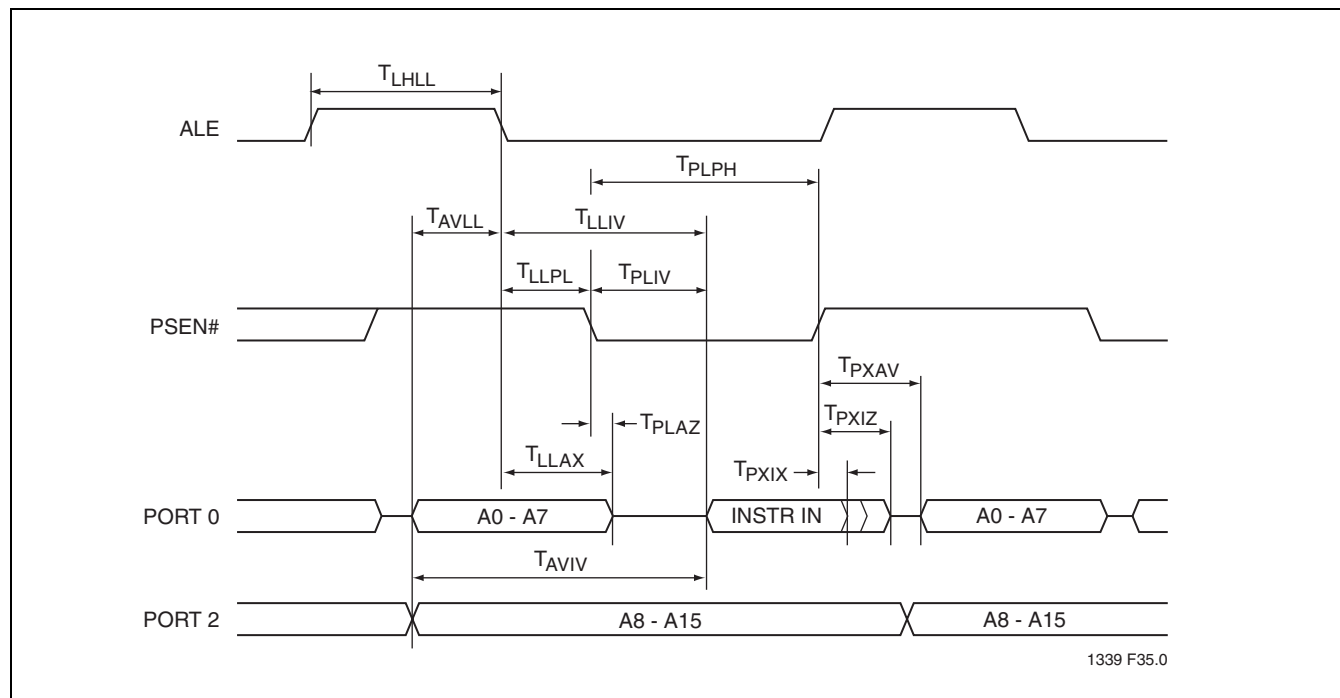 TLHLL
ALE
TPLPH
TAVLL
TLLIV
TLLPL
TPLIV
PSEN#
TPXAV
TPXIZ
TPLAZ
TLLAX
TPXIX
PORT 0
A0 - A7
INSTR IN
A0 - A7
TAVIV
PORT 2
A8 - A15
A8 - A15
1339 F35.0